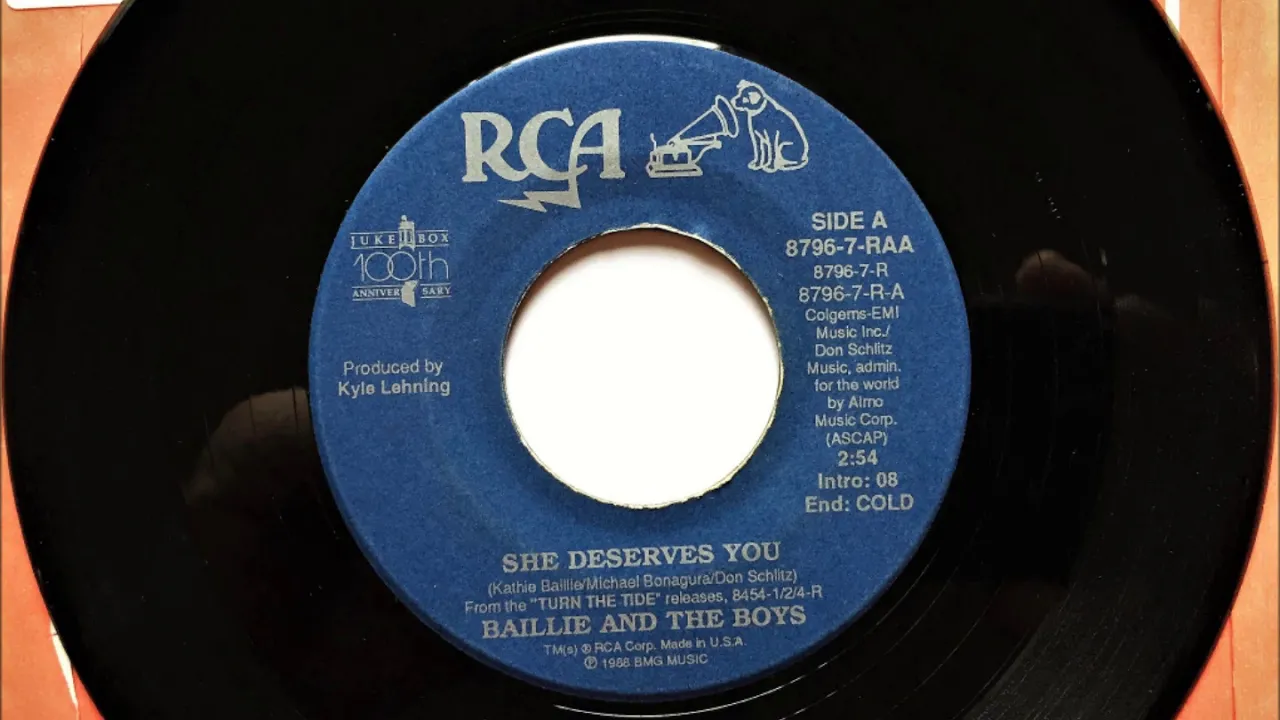 RCA
JUKEBOX
100th
ANNIVERSARY
Produced by
Kyle Lehning
SIDE A
8796-7-RAA
8796-7-R
8796-7-R-A
Colgems-EMI
Music Inc./
Don Schlitz
Music, admin.
for the world
by Almo
Music Corp.
(ASCAP)
2:54
Intro: 08
End: COLD
SHE DESERVES YOU
(Kathie Baillie/Michael Bonagura/Don Schlitz)
From the "TURN THE TIDE" releases, 8454-1/2/4-R
BAILLIE AND THE BOYS
TM(s) ® RCA Corp. Made in U.S.A.
℗ 1988 BMG MUSIC